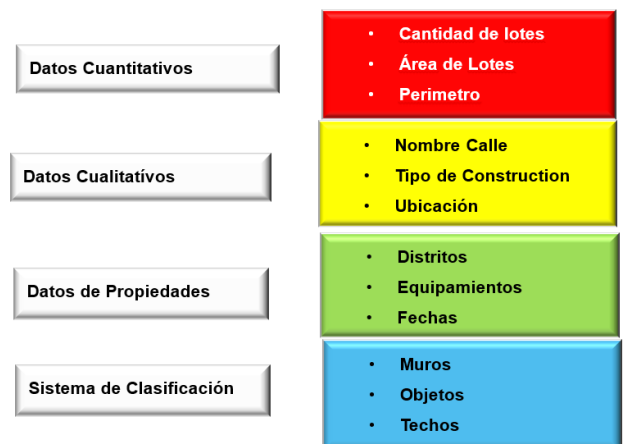 Datos Cuantitativos
• Cantidad de lotes
• Área de Lotes
• Perimetro
Datos Cualitatívos
• Nombre Calle
• Tipo de Construction
• Ubicación
Datos de Propiedades
• Distritos
• Equipamientos
• Fechas
Sistema de Clasificación
• Muros
• Objetos
• Techos